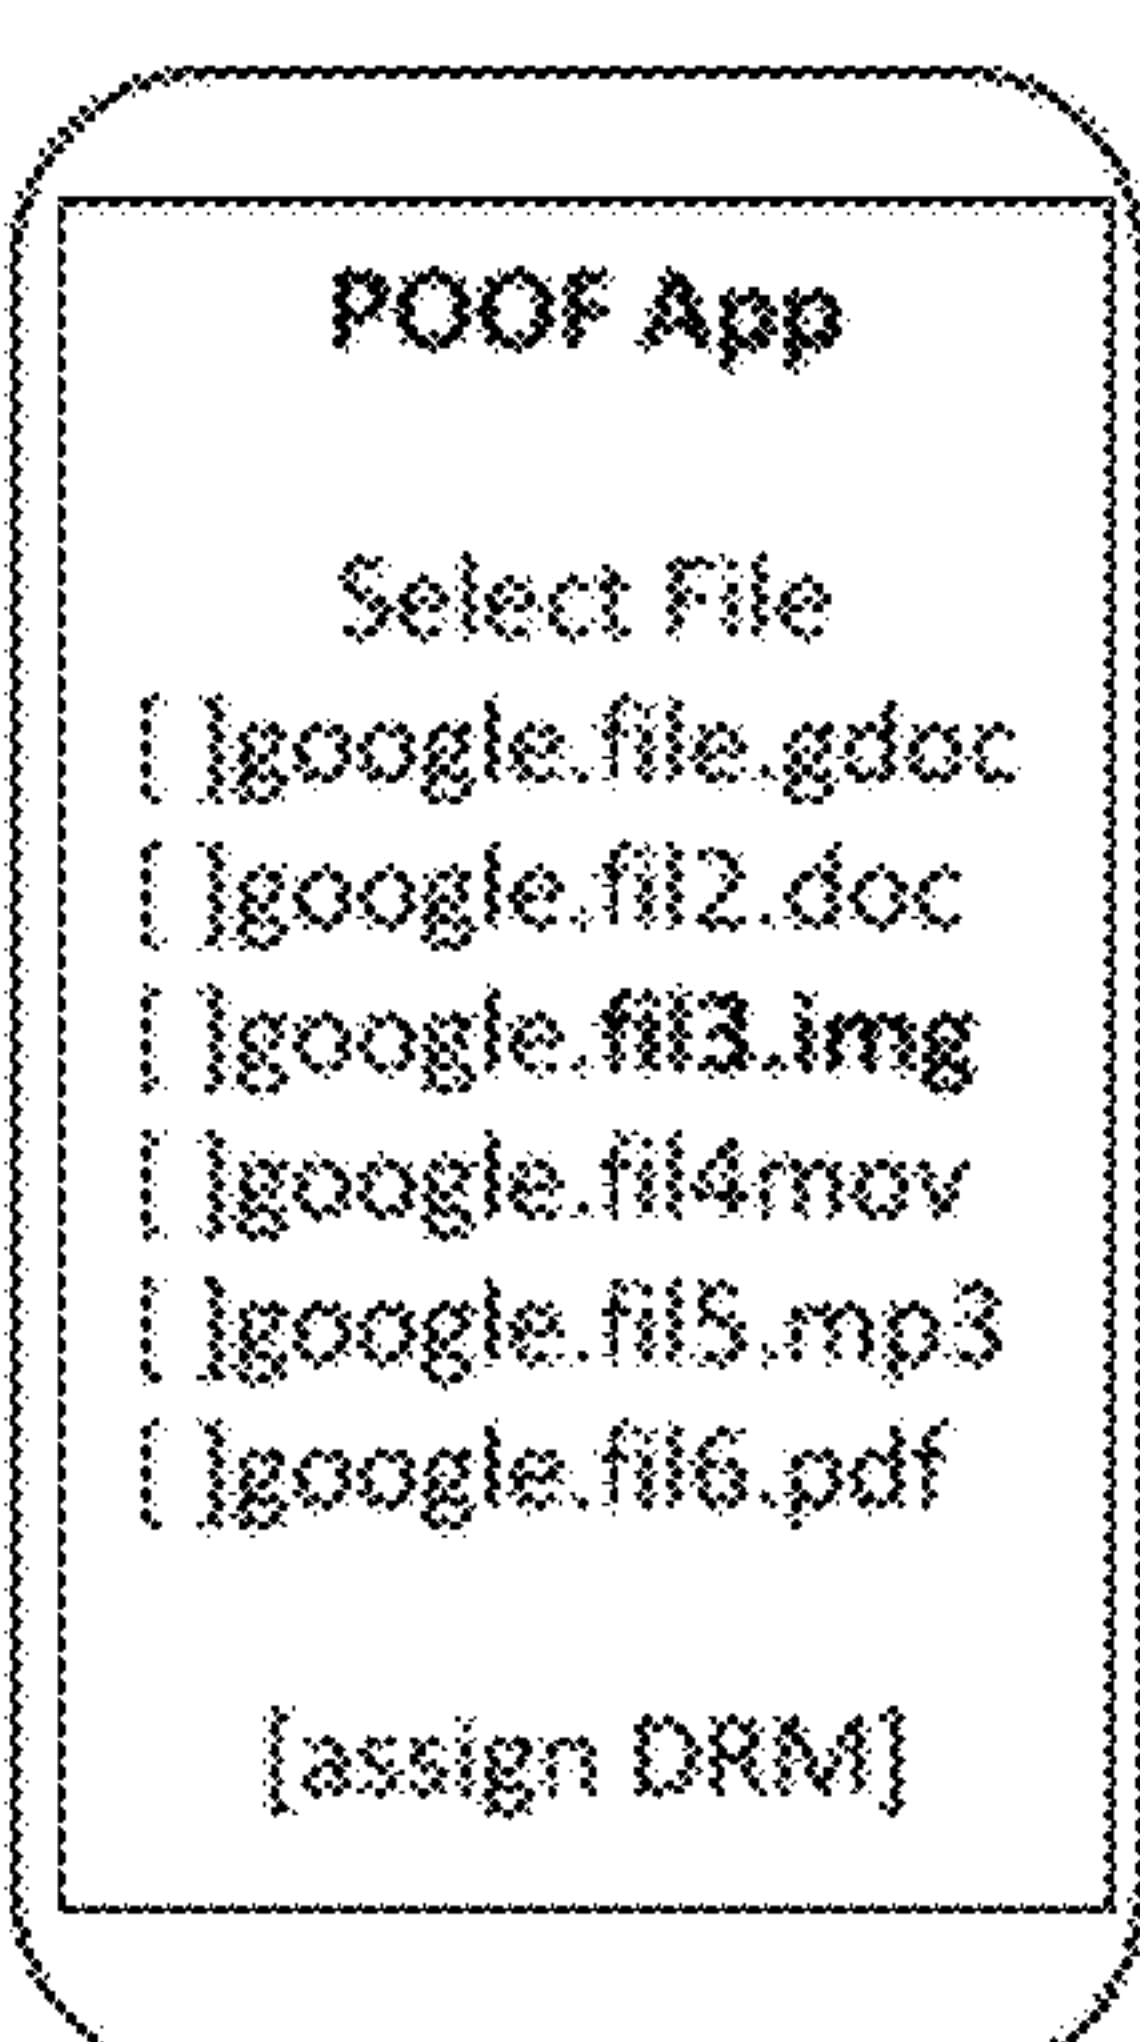 POOF App
Select File
[ ]google.file.gdoc
[ ]google.fil2.doc
[ ]google.fil3.img
[ ]google.fil4mov
[ ]google.fil5.mp3
[ ]google.fil6.pdf
[assign DRM]